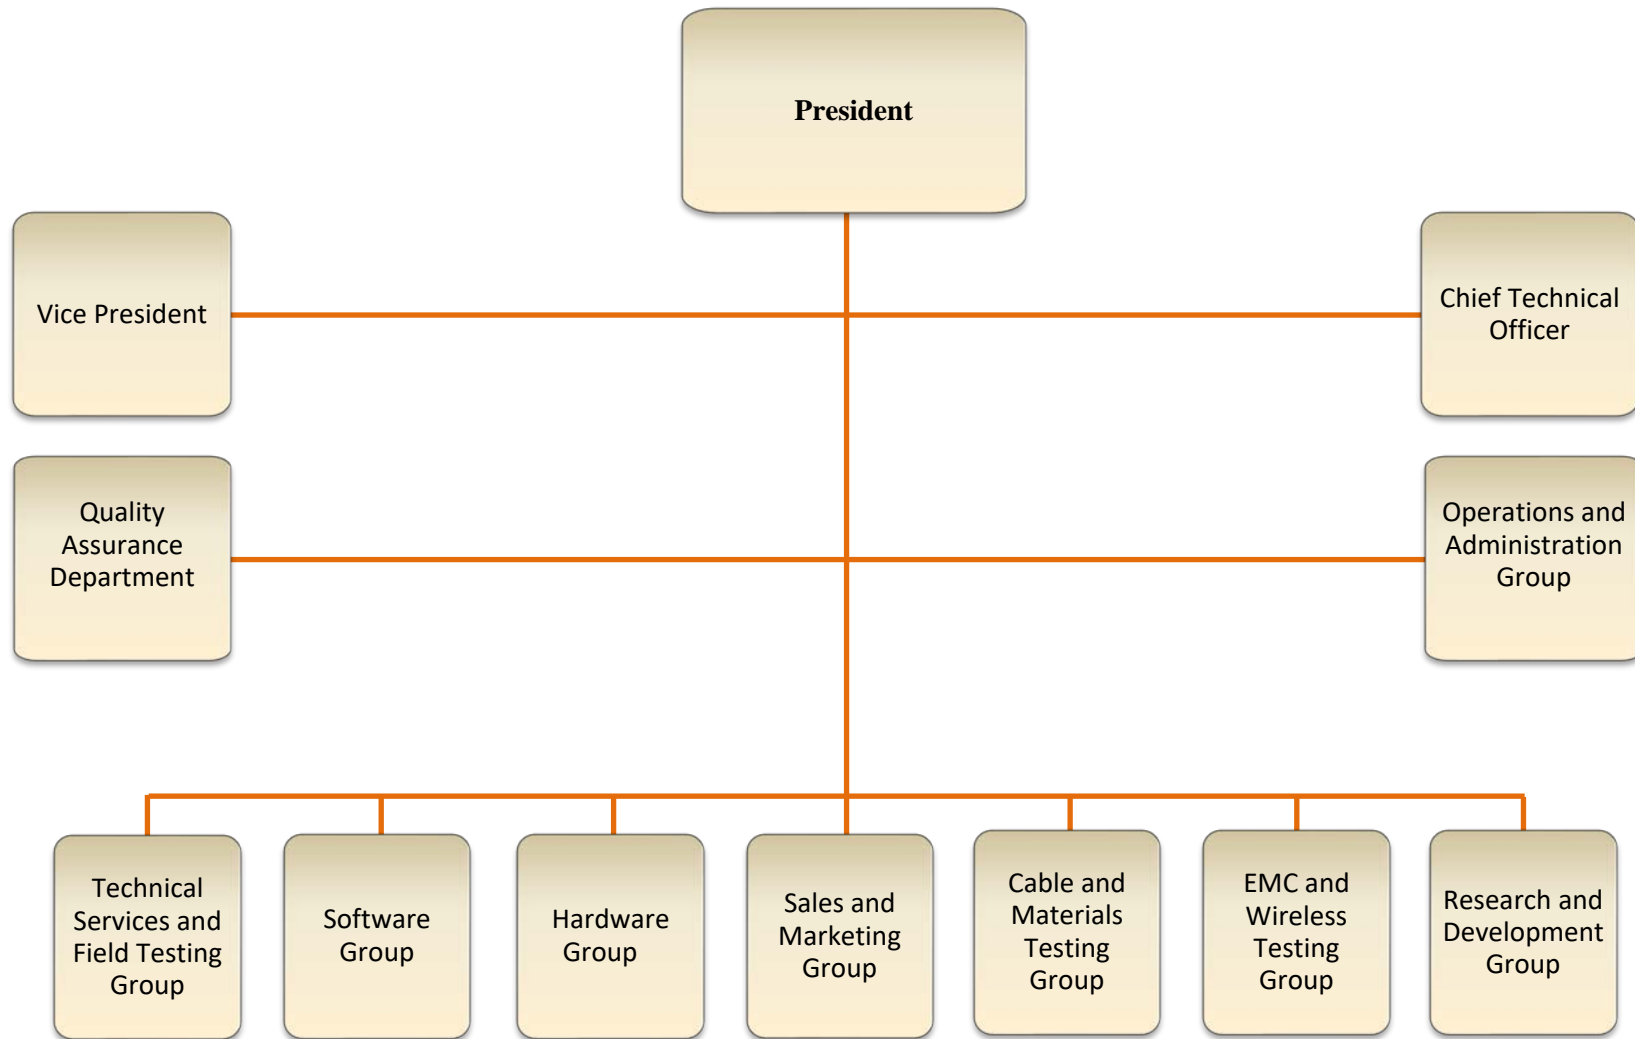 President
Vice President
Chief Technical
Officer
Quality
Assurance
Department
Operations and
Administration
Group
Technical
Services and
Field Testing
Group
Software
Group
Hardware
Group
Sales and
Marketing
Group
Cable and
Materials
Testing
Group
EMC and
Wireless
Testing
Group
Research and
Development
Group